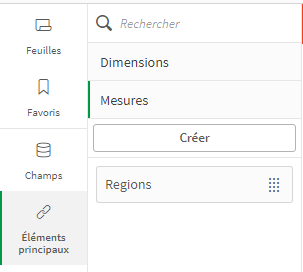 Feuilles
Favoris
Champs
Éléments
principaux
Rechercher
Dimensions
Mesures
Créer
Regions